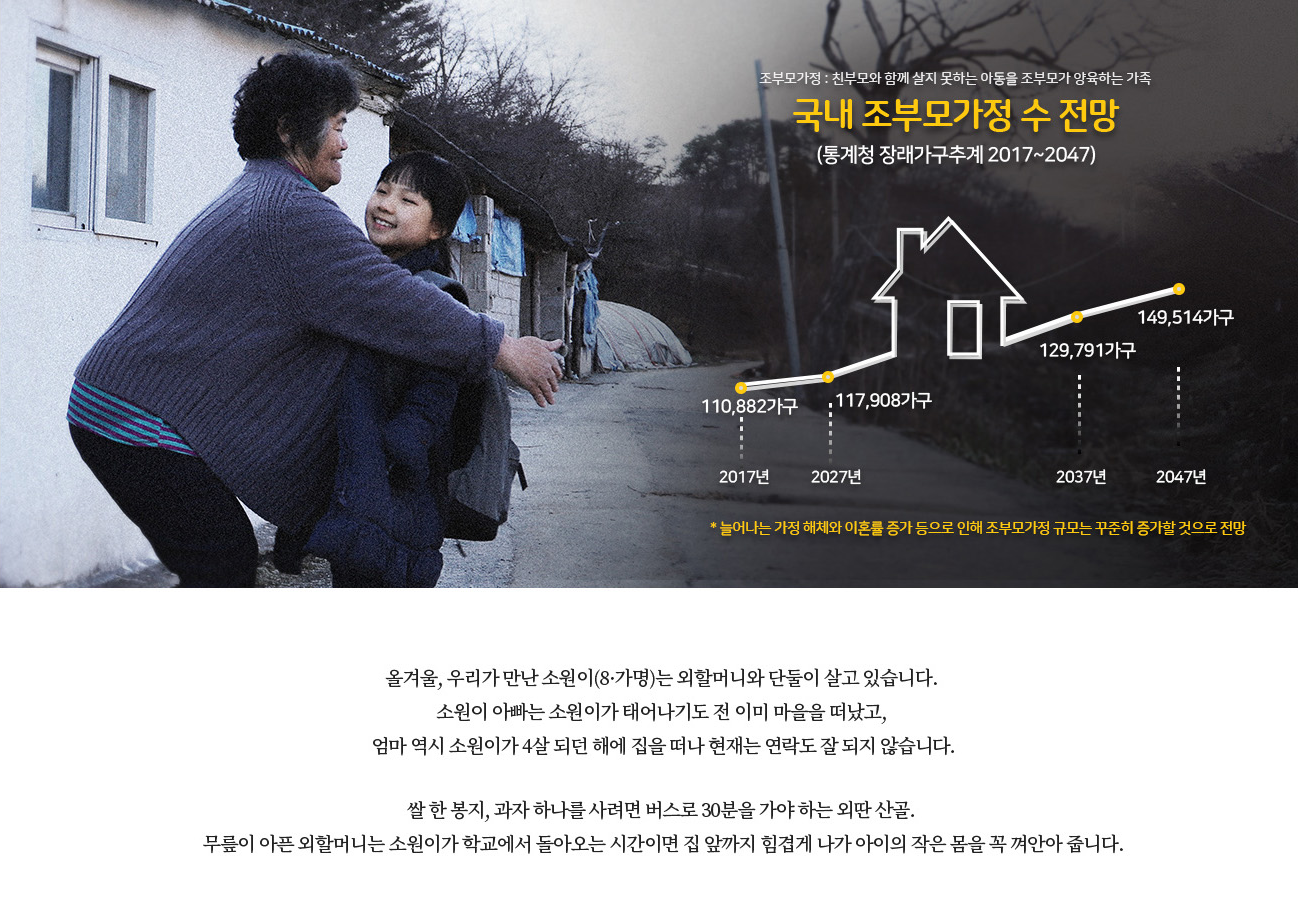 조부모가정 : 친부모와 함께 살지 못하는 아동을 조부모가 양육하는 가족
국내 조부모가정 수 전망
(통계청 장래가구추계 2017~2047)
149,514가구
129,791가구
117,908가구
110,882가구
2017년 2027년 2037년 2047년
* 늘어나는 가정 해체와 이혼률 증가 등으로 인해 조부모가정 규모는 꾸준히 증가할 것으로 전망
올겨울, 우리가 만난 소원이(8·가명)는 외할머니와 단둘이 살고 있습니다.
소원이 아빠는 소원이가 태어나기도 전 이미 마을을 떠났고,
엄마 역시 소원이가 4살 되던 해에 집을 떠나 현재는 연락도 잘 되지 않습니다.
쌀 한 봉지, 과자 하나를 사려면 버스로 30분을 가야 하는 외딴 산골.
무릎이 아픈 외할머니는 소원이가 학교에서 돌아오는 시간이면 집 앞까지 힘겹게 나가 아이의 작은 몸을 꼭 껴안아 줍니다.